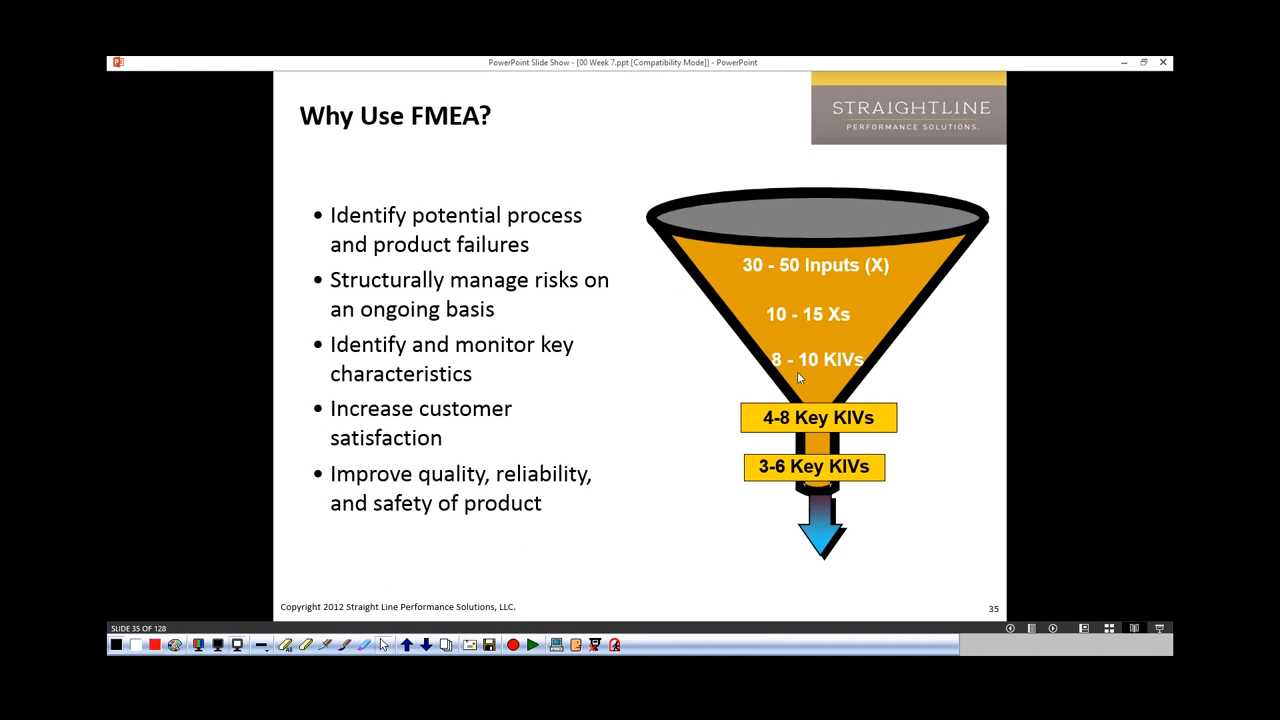 PowerPoint Slide Show - [00 Week 7.ppt [Compatibility Mode]] - PowerPoint
Why Use FMEA?
STRAIGHTLINE
PERFORMANCE SOLUTIONS.
• Identify potential process
and product failures
• Structurally manage risks on
an ongoing basis
• Identify and monitor key
characteristics
• Increase customer
satisfaction
• Improve quality, reliability,
and safety of product
30 - 50 Inputs (X)
10 - 15 Xs
8 - 10 KIVs
4-8 Key KIVs
3-6 Key KIVs
Copyright 2012 Straight Line Performance Solutions, LLC.
35
SLIDE 35 OF 128